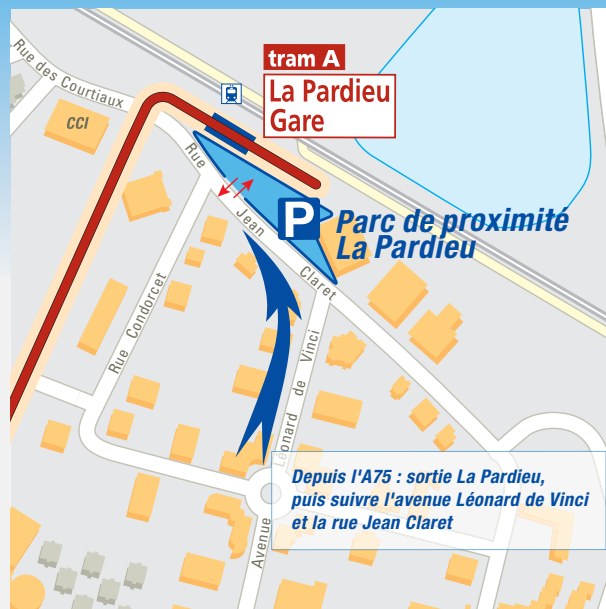 Rue des Courtiaux
CCI
tram A
La Pardieu
Gare
Rue Jean Claret
P
Parc de proximité
La Pardieu
Rue Condorcet
Avenue Léonard de Vinci
Depuis l'A75 : sortie La Pardieu,
puis suivre l'avenue Léonard de Vinci
et la rue Jean Claret